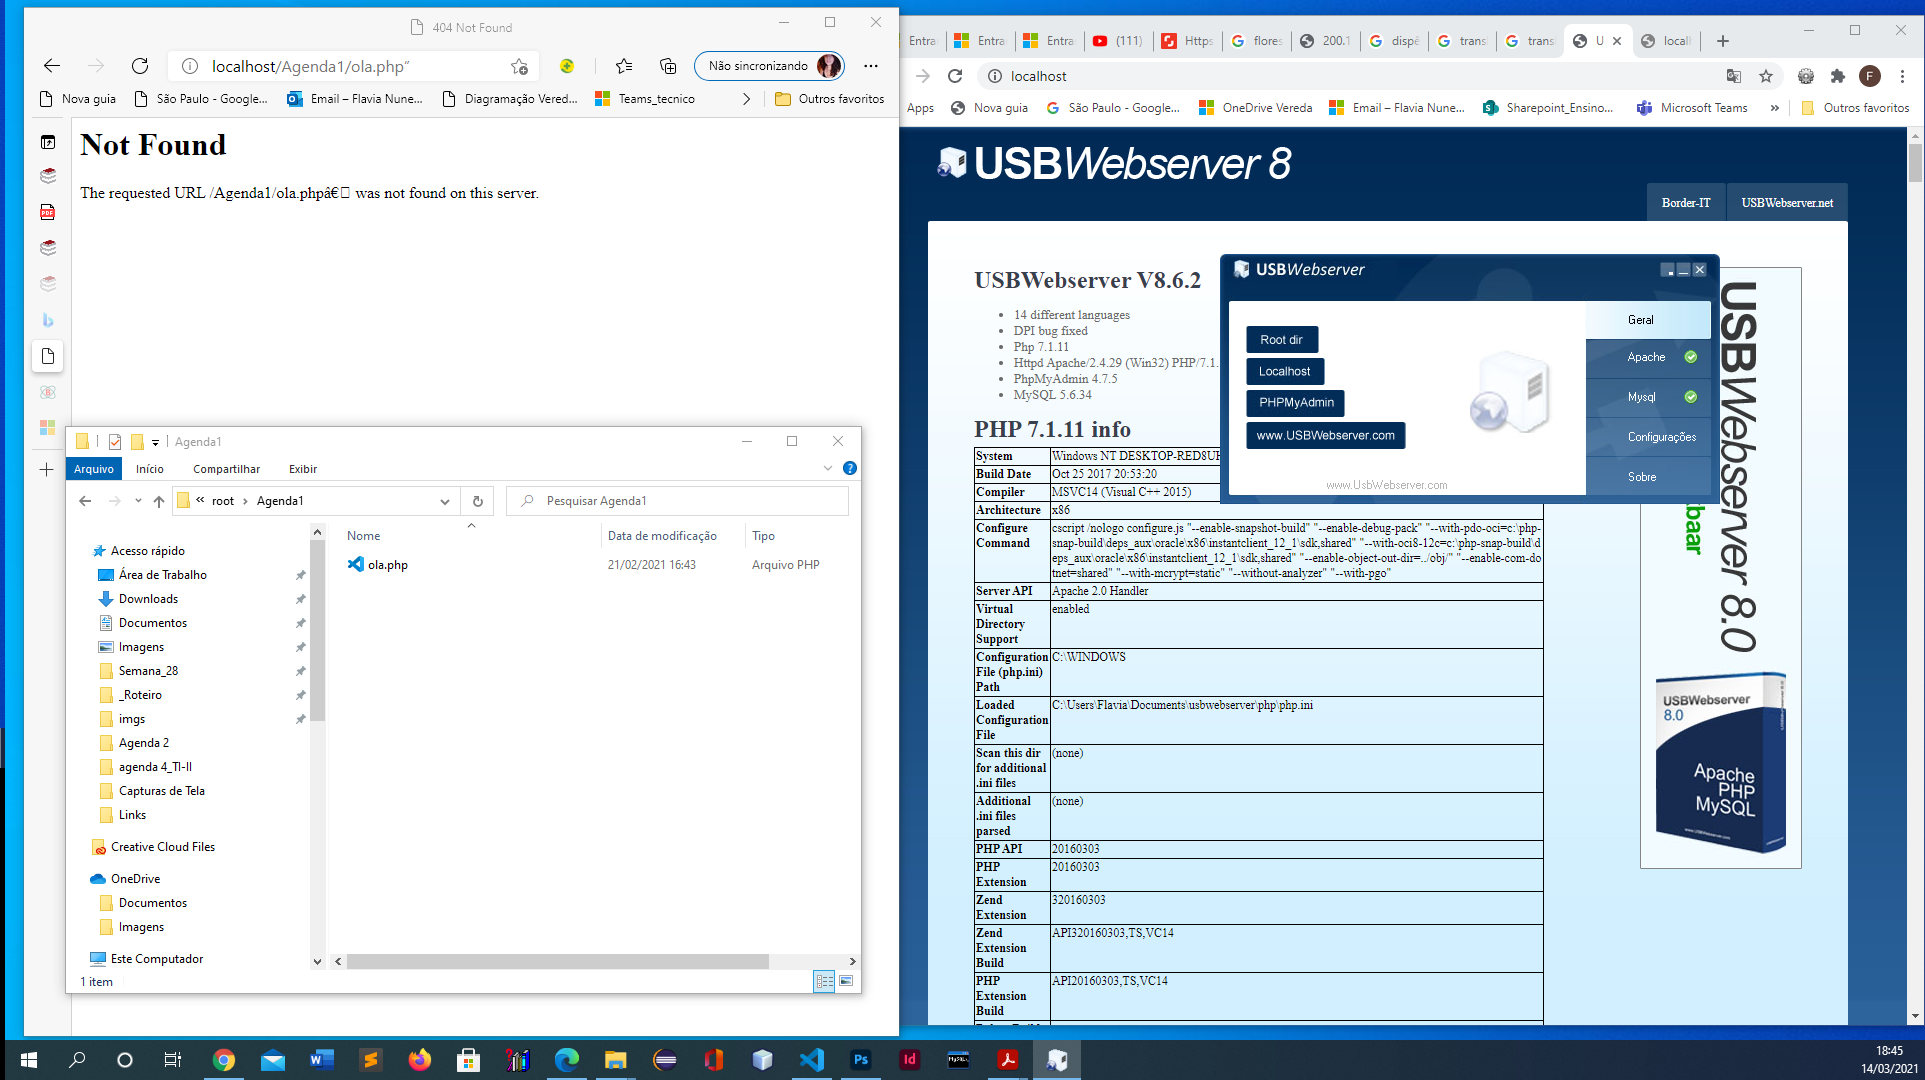 404 Not Found
localhost/Agenda1/ola.php”
Não sincronizando
Nova guia
São Paulo - Google...
Email – Flavia Nune...
Diagramação Vered...
Teams_tecnico
Outros favoritos
Not Found
The requested URL /Agenda1/ola.phpâ€ was not found on this server.
Agenda1
Arquivo
Início
Compartilhar
Exibir
root
Agenda1
Pesquisar Agenda1
Nome
Data de modificação
Tipo
ola.php
21/02/2021 16:43
Arquivo PHP
Acesso rápido
Área de Trabalho
Downloads
Documentos
Imagens
Semana_28
_Roteiro
imgs
Agenda 2
agenda 4_TI-II
Capturas de Tela
Links
Creative Cloud Files
OneDrive
Documentos
Imagens
Este Computador
1 item
Entra
Entra
Entra
(111)
Https
flores
200.1
dispé
trans
trans
U
locall
localhost
F
Apps
Nova guia
São Paulo - Google...
OneDrive Vereda
Email – Flavia Nune...
Sharepoint_Ensino...
Microsoft Teams
Outros favoritos
USBWebserver 8
Border-IT
USBWebserver.net
USBWebserver V8.6.2
14 different languages
DPI bug fixed
Php 7.1.11
Httpd Apache/2.4.29 (Win32) PHP/7.1.
PhpMyAdmin 4.7.5
MySQL 5.6.34
USBWebserver
Root dir
Localhost
PHPMyAdmin
www.USBWebserver.com
www.UsbWebserver.com
Geral
Apache
Mysql
Configurações
Sobre
PHP 7.1.11 info
System
Windows NT DESKTOP-RED8UF
Build Date
Oct 25 2017 20:53:20
Compiler
MSVC14 (Visual C++ 2015)
Architecture
x86
Configure Command
cscript /nologo configure.js "--enable-snapshot-build" "--enable-debug-pack" "--with-pdo-oci=c:\php-
snap-build\deps_aux\oracle\x86\instantclient_12_1\sdk,shared" "--with-oci8-12c=c:\php-snap-build\d
eps_aux\oracle\x86\instantclient_12_1\sdk,shared" "--enable-object-out-dir=../obj/" "--enable-com-do
tnet=shared" "--with-mcrypt=static" "--without-analyzer" "--with-pgo"
Server API
Apache 2.0 Handler
Virtual
Directory
Support
enabled
Configuration
File (php.ini)
Path
C:\WINDOWS
Loaded
Configuration
File
C:\Users\Flavia\Documents\usbwebserver\php\php.ini
Scan this dir
for additional
.ini files
(none)
Additional
.ini files
parsed
(none)
PHP API
20160303
PHP
Extension
20160303
Zend
Extension
320160303
Zend
Extension
Build
API320160303,TS,VC14
PHP
Extension
Build
API20160303,TS,VC14
USBWebserver 8.0
USBWebserver
8.0
Apache
PHP
MySQL
18:45
14/03/2021